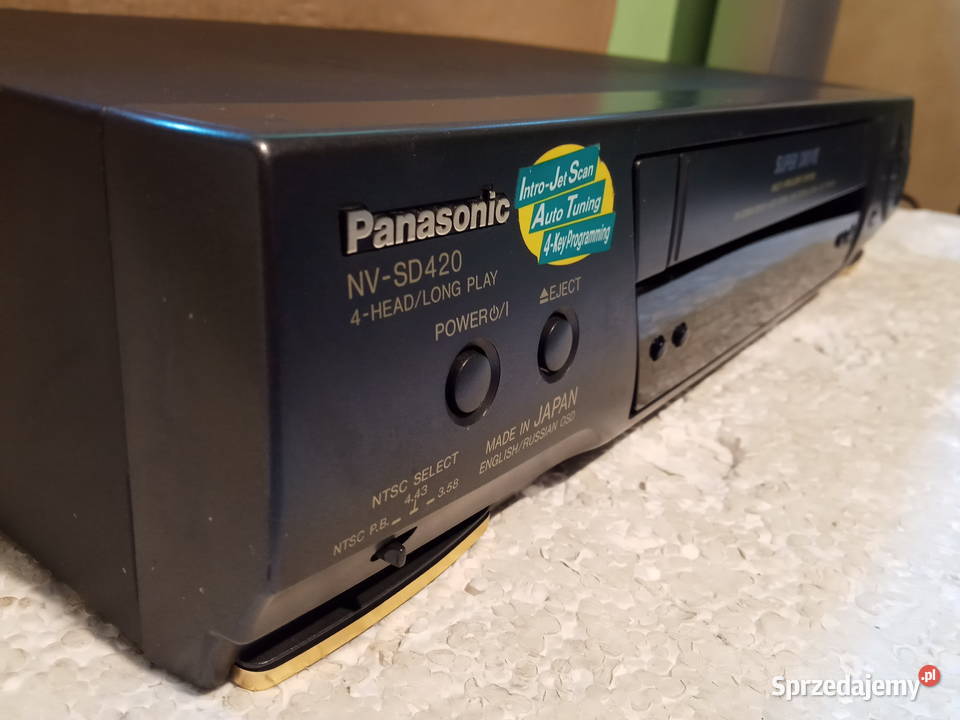 Panasonic
NV-SD420
4-HEAD/LONG PLAY
Intro-Jet Scan
Auto Tuning
4-Key Programming
POWER ⏻/I
⏏EJECT
MADE IN JAPAN
ENGLISH/RUSSIAN OSD
NTSC SELECT
4.43
NTSC P.B. 3.58
SUPER DRIVE
Sprzedajemy.pl